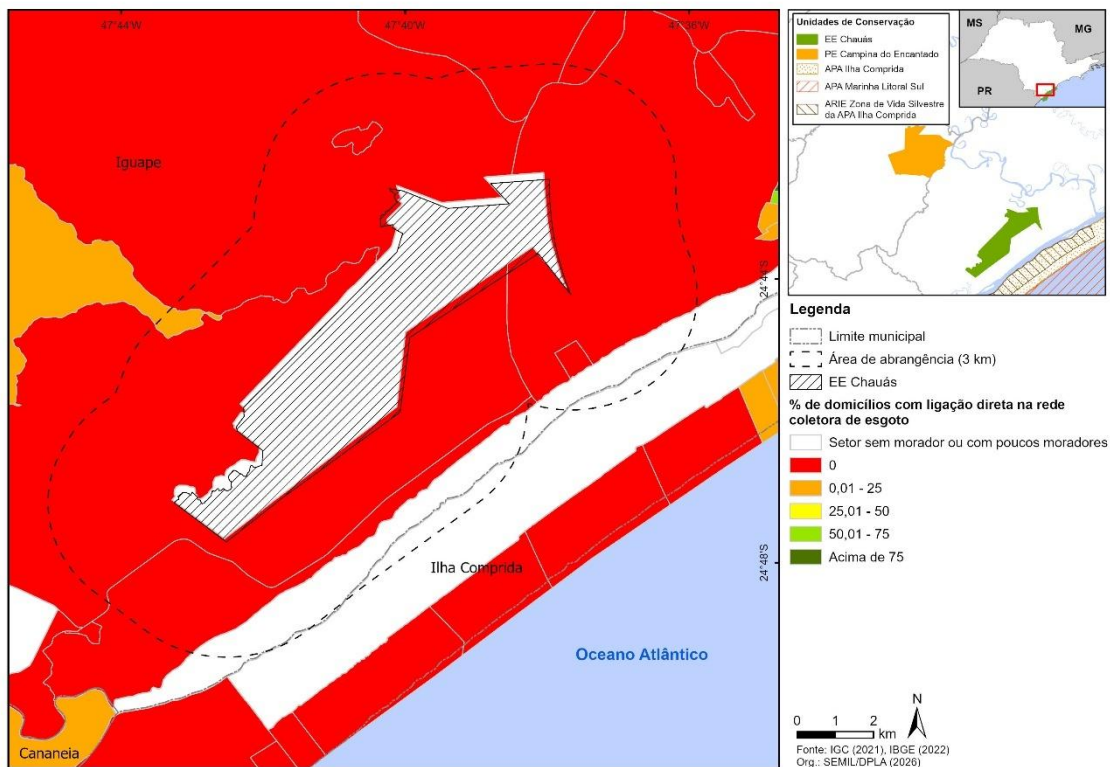 47°44'W
47°40'W
47°36'W
Iguape
24°44'S
24°48'S
Ilha Comprida
Oceano Atlântico
Cananeia
Unidades de Conservação
EE Chauás
PE Campina do Encantado
APA Ilha Comprida
APA Marinha Litoral Sul
ARIE Zona de Vida Silvestre
da APA Ilha Comprida
MS
MG
PR
Legenda
Limite municipal
Área de abrangência (3 km)
EE Chauás
% de domicílios com ligação direta na rede
coletora de esgoto
Setor sem morador ou com poucos moradores
0
0,01 - 25
25,01 - 50
50,01 - 75
Acima de 75
0 1 2
km
N
Fonte: IGC (2021), IBGE (2022)
Org.: SEMIL/DPLA (2026)